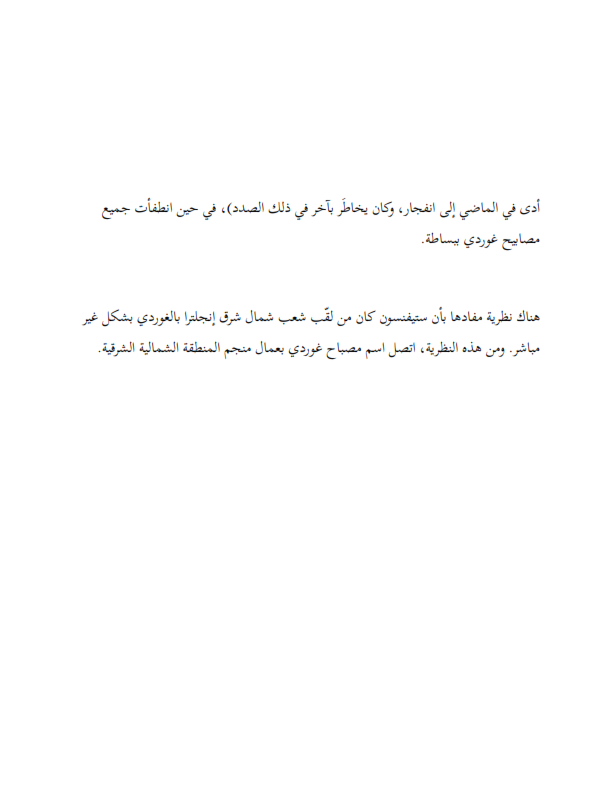 أدى في الماضي إلى انفجار، وكان يخاطَر بآخر في ذلك الصدد)، في حين انطفأت جميع
مصابيح غوردي ببساطة.
هناك نظرية مفادها بأن ستيفنسون كان من لقّب شعب شمال شرق إنجلترا بالغوردي بشكل غير
مباشر. ومن هذه النظرية، اتصل اسم مصباح غوردي بعمال منجم المنطقة الشمالية الشرقية.